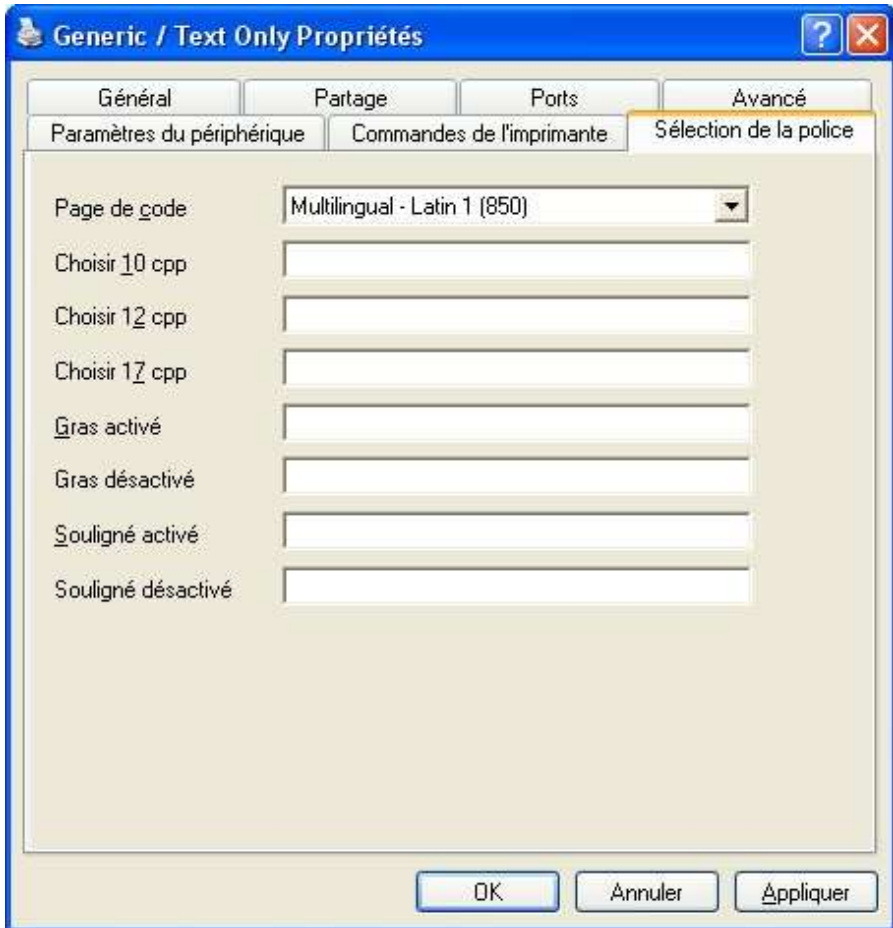 Generic / Text Only Propriétés
Général Partage Ports Avancé
Paramètres du périphérique Commandes de l'imprimante Sélection de la police
Page de code Multilingual - Latin 1 (850)
Choisir 10 cpp
Choisir 12 cpp
Choisir 17 cpp
Gras activé
Gras désactivé
Souligné activé
Souligné désactivé
OK Annuler Appliquer